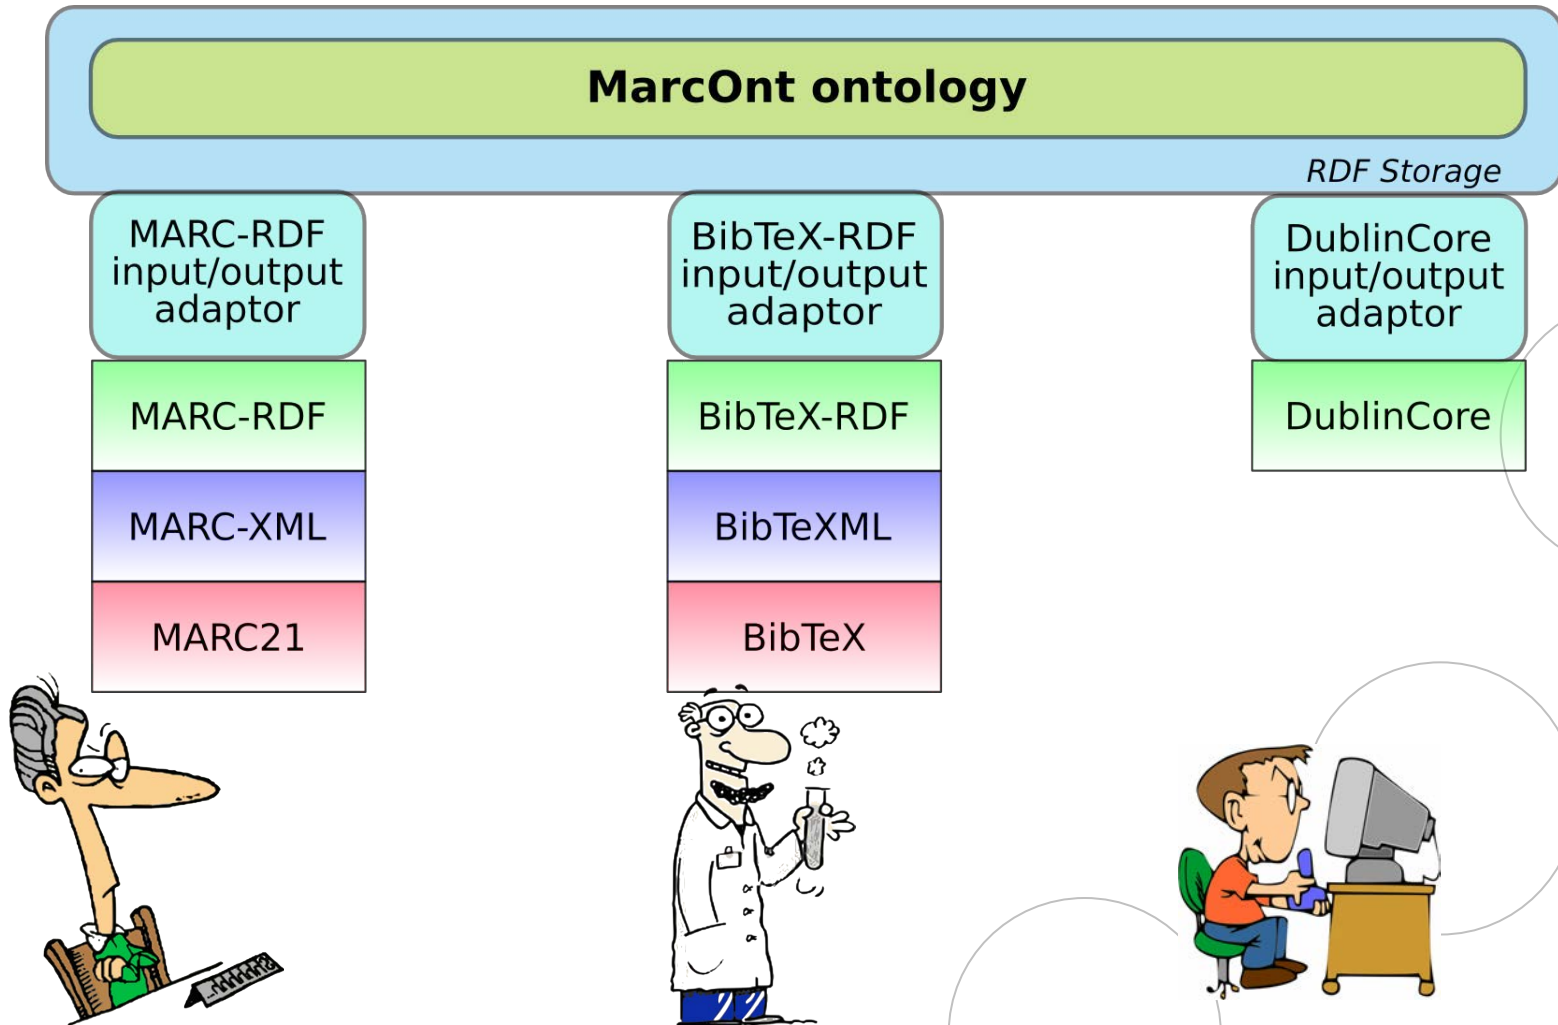 MarcOnt ontology
RDF Storage
MARC-RDF
input/output
adaptor
MARC-RDF
MARC-XML
MARC21
BibTeX-RDF
input/output
adaptor
BibTeX-RDF
BibTeXML
BibTeX
DublinCore
input/output
adaptor
DublinCore